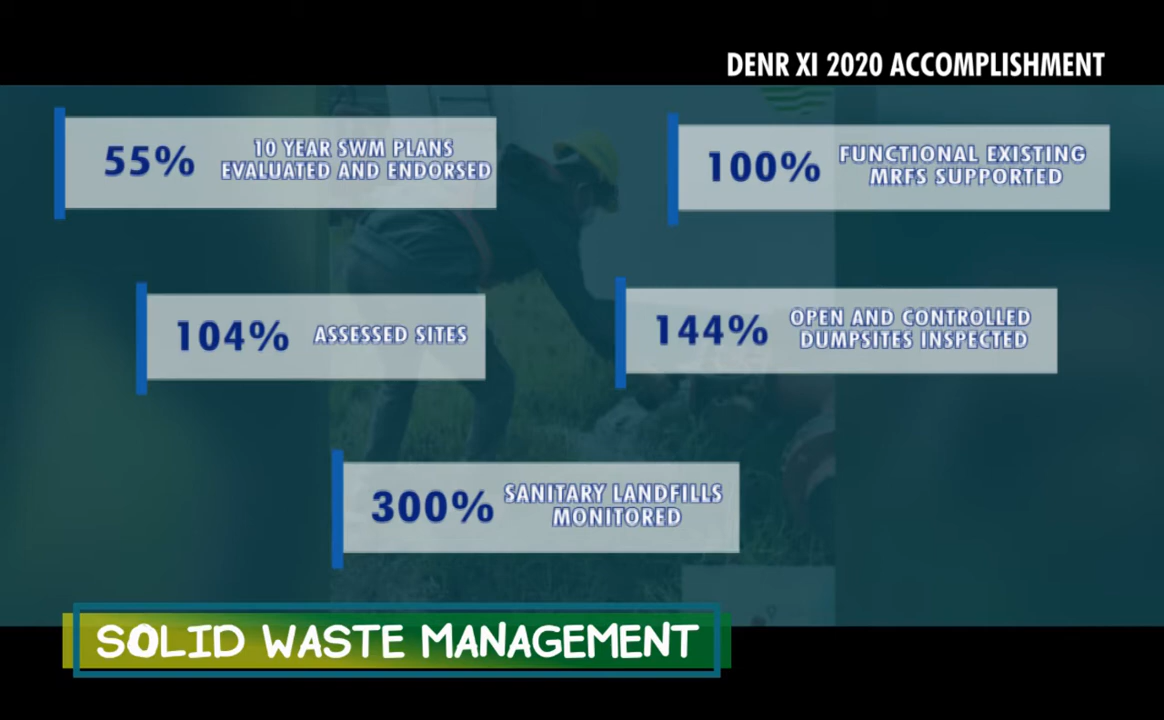 DENR XI 2020 ACCOMPLISHMENT
55%
10 YEAR SWM PLANS
EVALUATED AND ENDORSED
100%
FUNCTIONAL EXISTING
MRFS SUPPORTED
104%
ASSESSED SITES
144%
OPEN AND CONTROLLED
DUMPSITES INSPECTED
300%
SANITARY LANDFILLS
MONITORED
SOLID WASTE MANAGEMENT